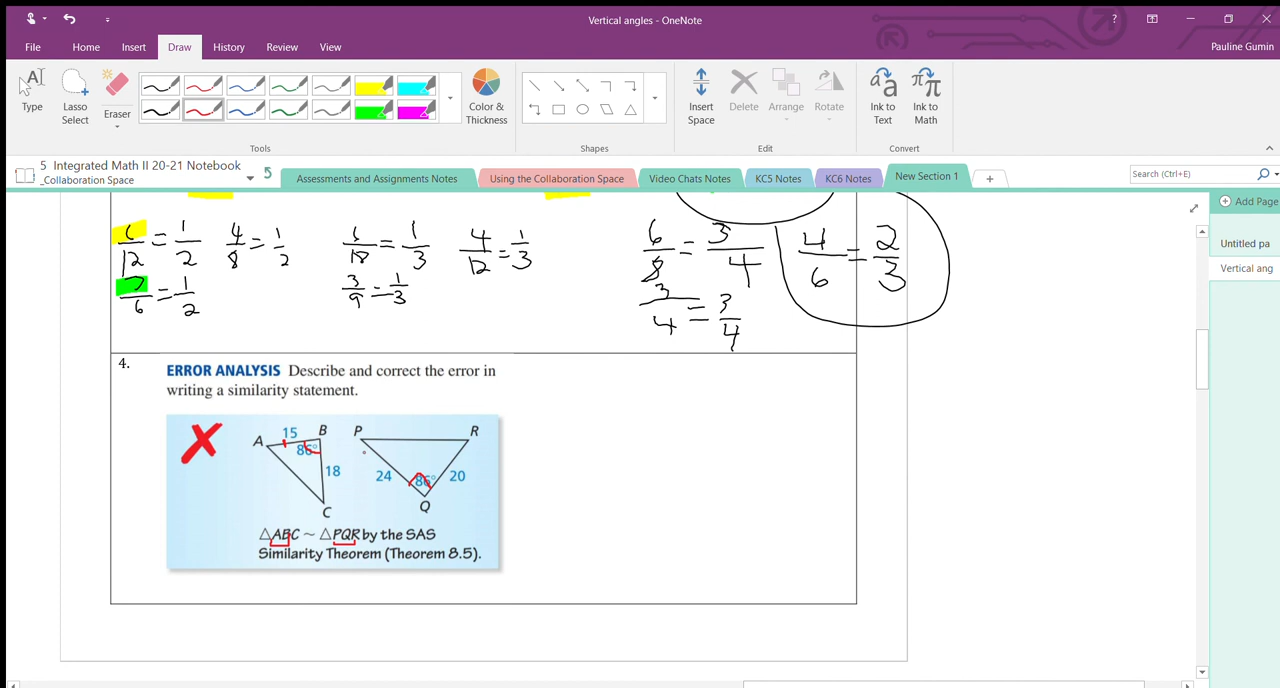 Vertical angles - OneNote
?
File Home Insert Draw History Review View
Pauline Gumin
Type
Lasso Select
Eraser
Color & Thickness
Insert Space
Delete
Arrange
Rotate
Ink to Text
Ink to Math
Tools
Shapes
Edit
Convert
5 Integrated Math II 20-21 Notebook
_Collaboration Space
5
Assessments and Assignments Notes
Using the Collaboration Space
Video Chats Notes
KC5 Notes
KC6 Notes
New Section 1
+
Search (Ctrl+E)
Add Page
Untitled pa
Vertical ang
6/12 = 1/2 4/8 = 1/2
6/18 = 1/3 4/12 = 1/3
6/8 = 3/4 4/6 = 2/3
3/6 = 1/2
3/9 = 1/3
3/4 = 3/4
4.
ERROR ANALYSIS Describe and correct the error in
writing a similarity statement.
A 15 B P R
86°
18 24 86° 20
C Q
△ABC ~ △PQR by the SAS
Similarity Theorem (Theorem 8.5).